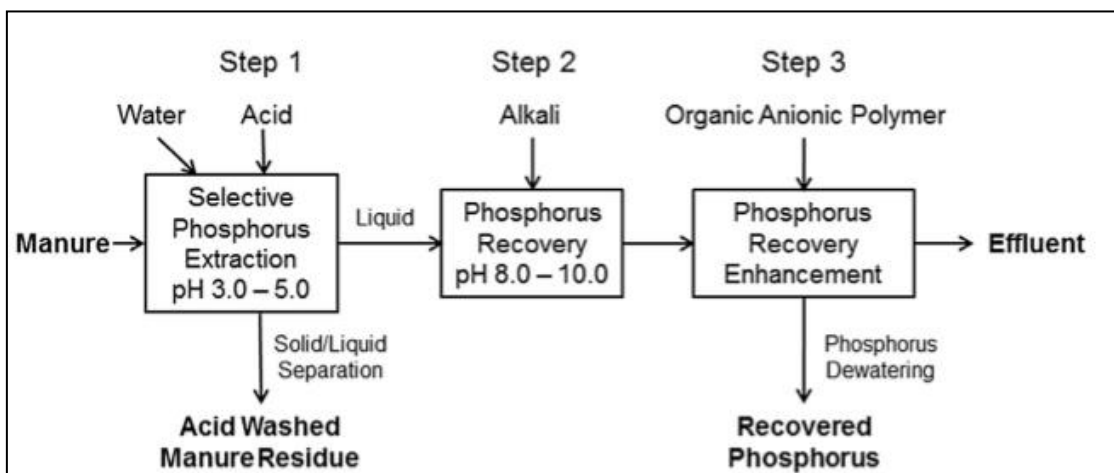 Step 1
Step 2
Step 3
Water
Acid
Alkali
Organic Anionic Polymer
Manure
Selective
Phosphorus
Extraction
pH 3.0 – 5.0
Liquid
Phosphorus
Recovery
pH 8.0 – 10.0
Phosphorus
Recovery
Enhancement
Effluent
Solid/Liquid
Separation
Phosphorus
Dewatering
Acid Washed
Manure Residue
Recovered
Phosphorus